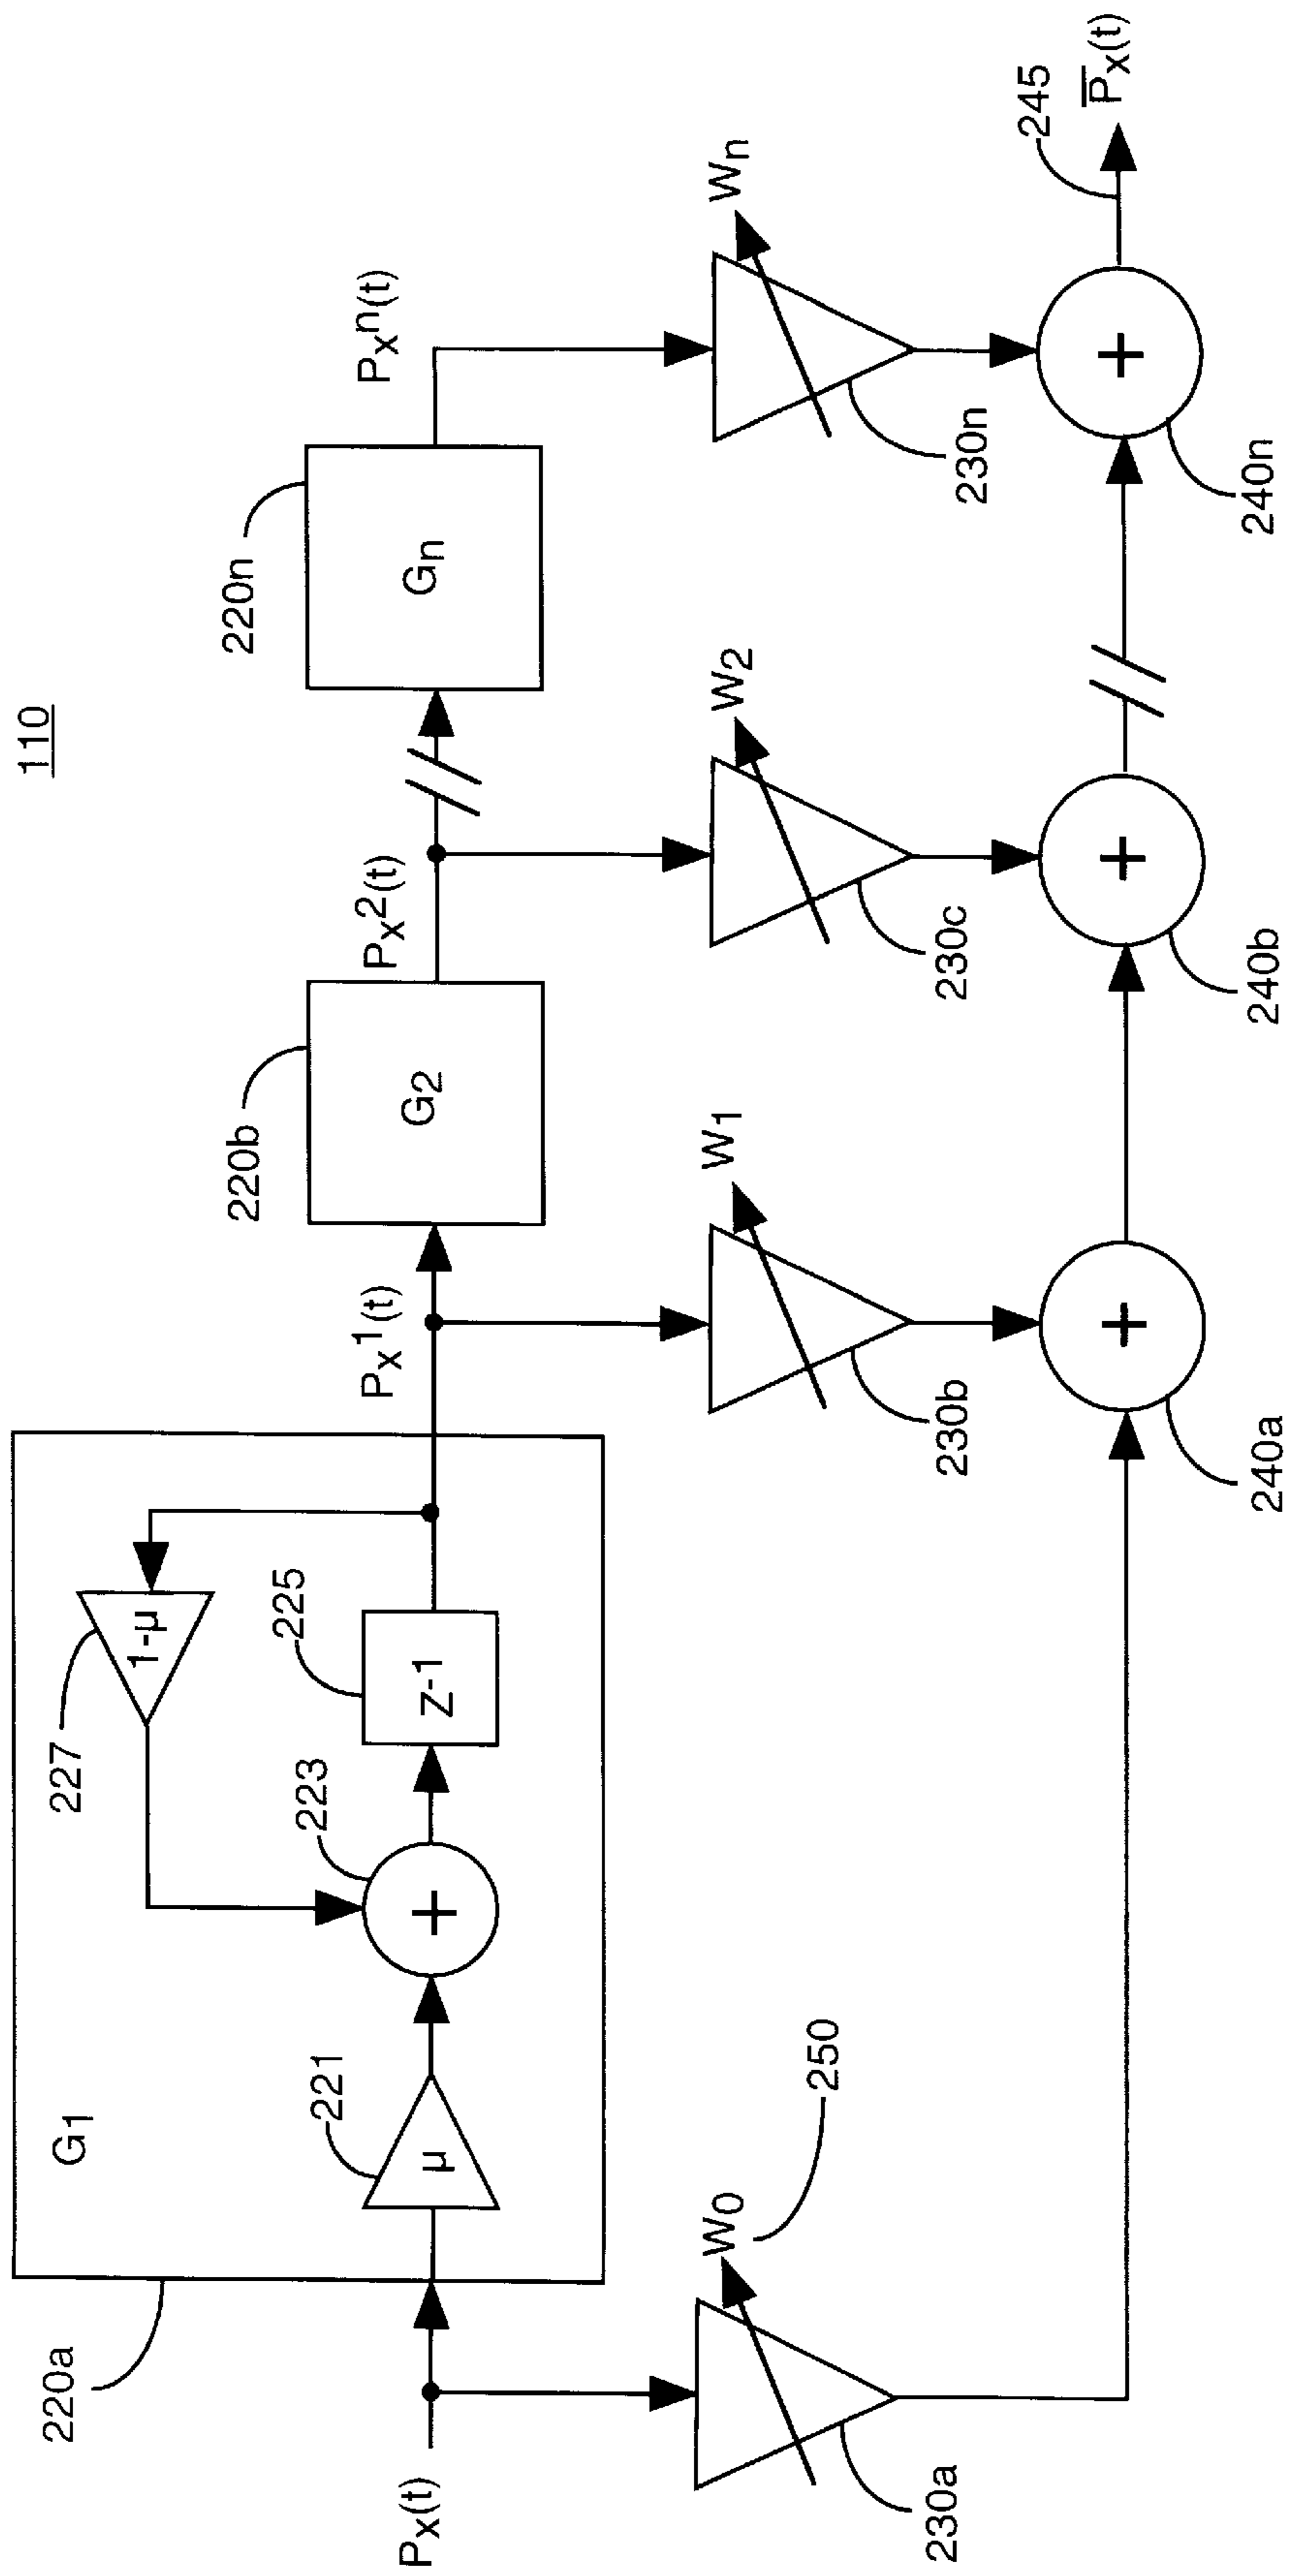 110
220a
G1
227
1-μ
221
μ
223
+
225
Z-1
Px(t)
Px1(t)
220b
G2
Px2(t)
220n
Gn
Pxn(t)
W0
250
230a
W1
230b
W2
230c
Wn
230n
+
240a
+
240b
+
240n
245
P̅x(t)